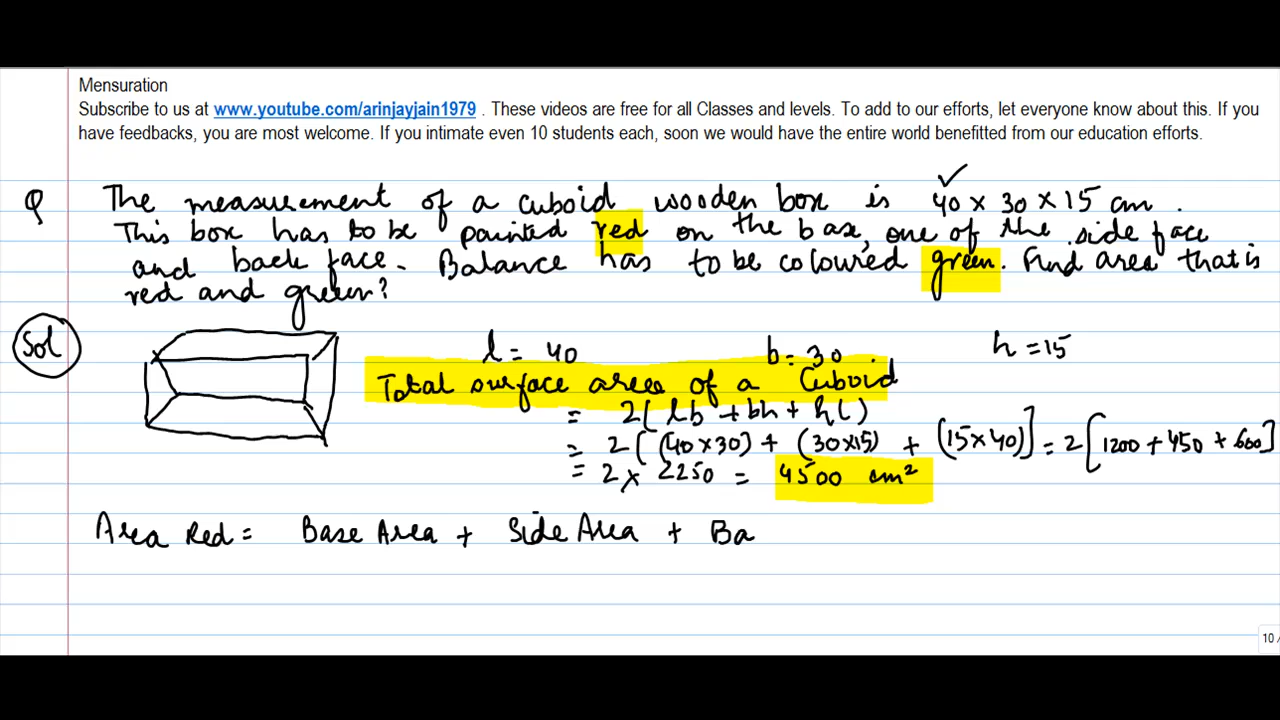 Mensuration
Subscribe to us at www.youtube.com/arinjayjain1979 . These videos are free for all Classes and levels. To add to our efforts, let everyone know about this. If you
have feedbacks, you are most welcome. If you intimate even 10 students each, soon we would have the entire world benefitted from our education efforts.
Q The measurement of a cuboid wooden box is 40 × 30 × 15 cm.
This box has to be painted red on the base, one of the side face
and back face. Balance has to be coloured green. Find area that is
red and green?
Sol l = 40 b = 30 h = 15
Total surface area of a Cuboid
= 2( lb + bh + hl)
= 2[ (40×30) + (30×15) + (15×40)] = 2[1200 + 450 + 600]
= 2 × 2250 = 4500 cm²
Area Red = Base Area + Side Area + Ba
10 /